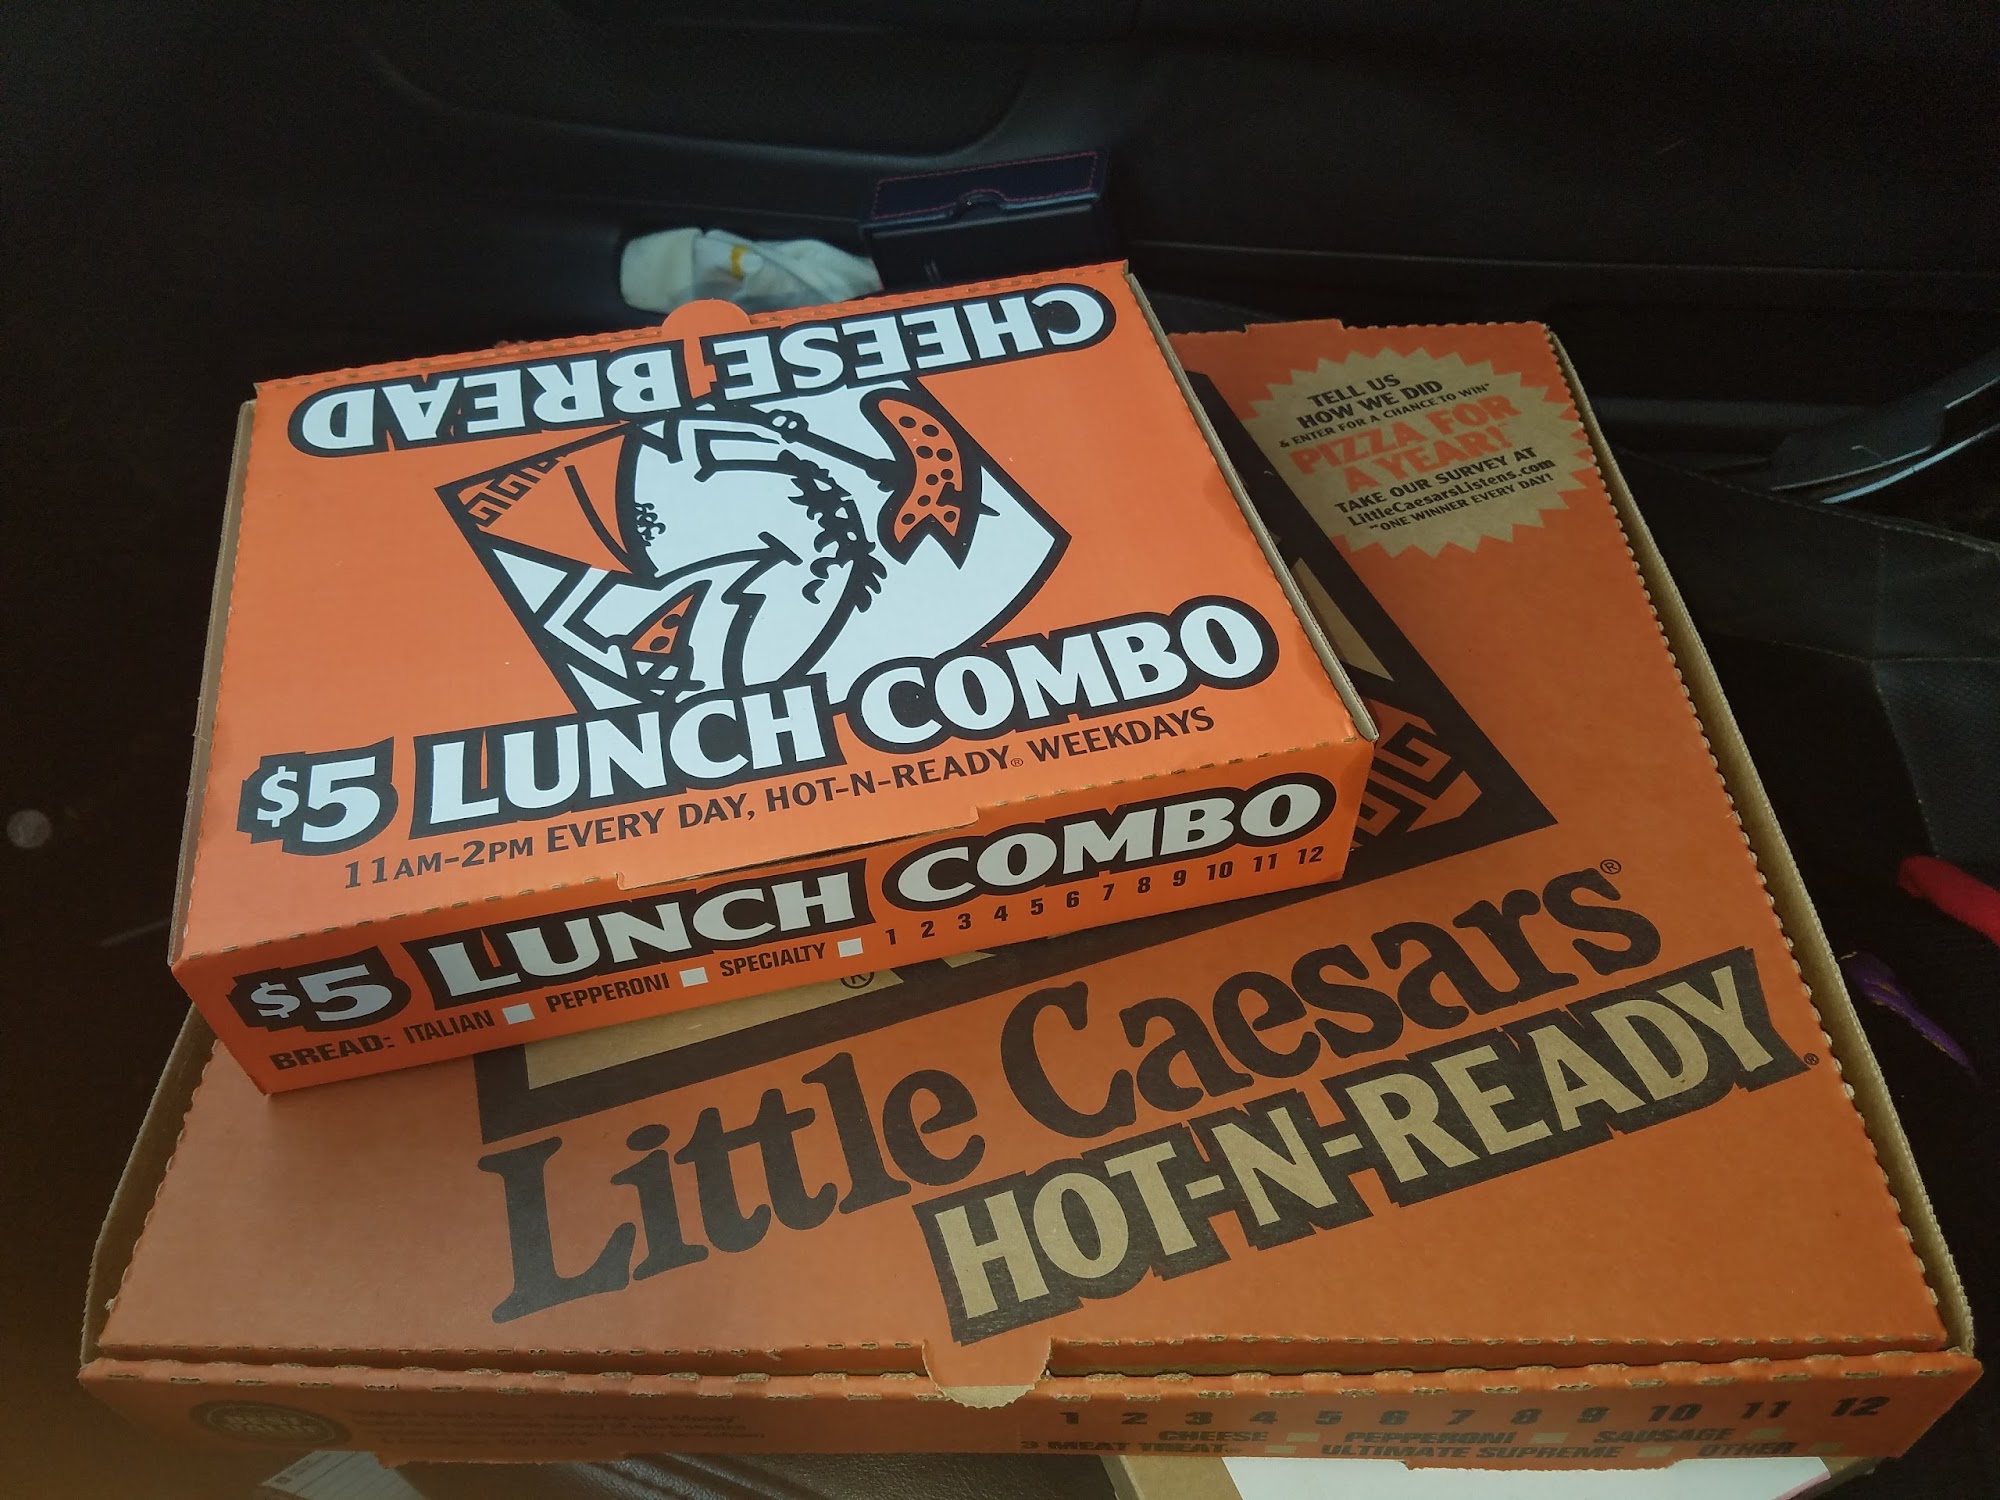 CHEESE BREAD
$5 LUNCH COMBO
11AM-2PM EVERY DAY, HOT-N-READY® WEEKDAYS
$5 LUNCH COMBO
BREAD: ITALIAN PEPPERONI SPECIALTY 1 2 3 4 5 6 7 8 9 10 11 12
TELL US
HOW WE DID
& ENTER FOR A CHANCE TO WIN*
PIZZA FOR
A YEAR!**
TAKE OUR SURVEY AT
LittleCaesarsListens.com
**ONE WINNER EVERY DAY!
®
Little Caesars®
HOT-N-READY®
1 2 3 4 5 6 7 8 9 10 11 12
CHEESE PEPPERONI SAUSAGE
3 MEAT TREAT ULTIMATE SUPREME OTHER